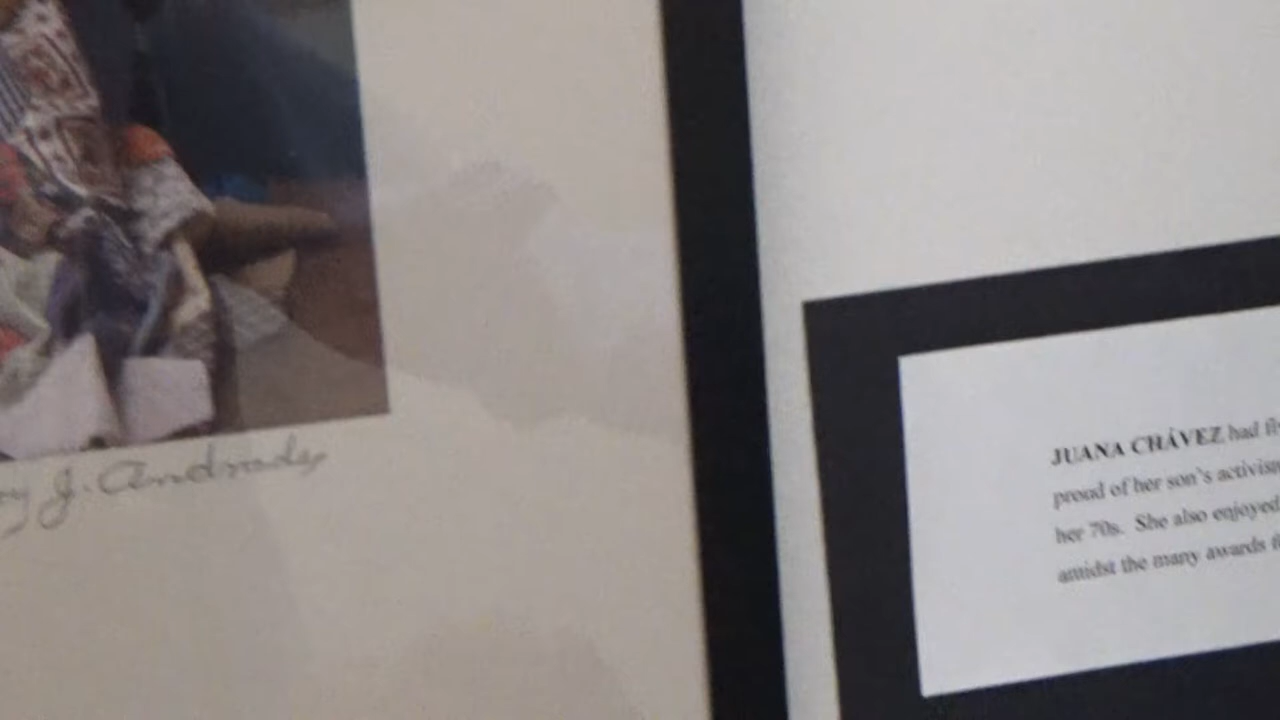 J. Andrade
JUANA CHÁVEZ had
proud of her son's
her 70s. She also enjoyed
amidst the many awards